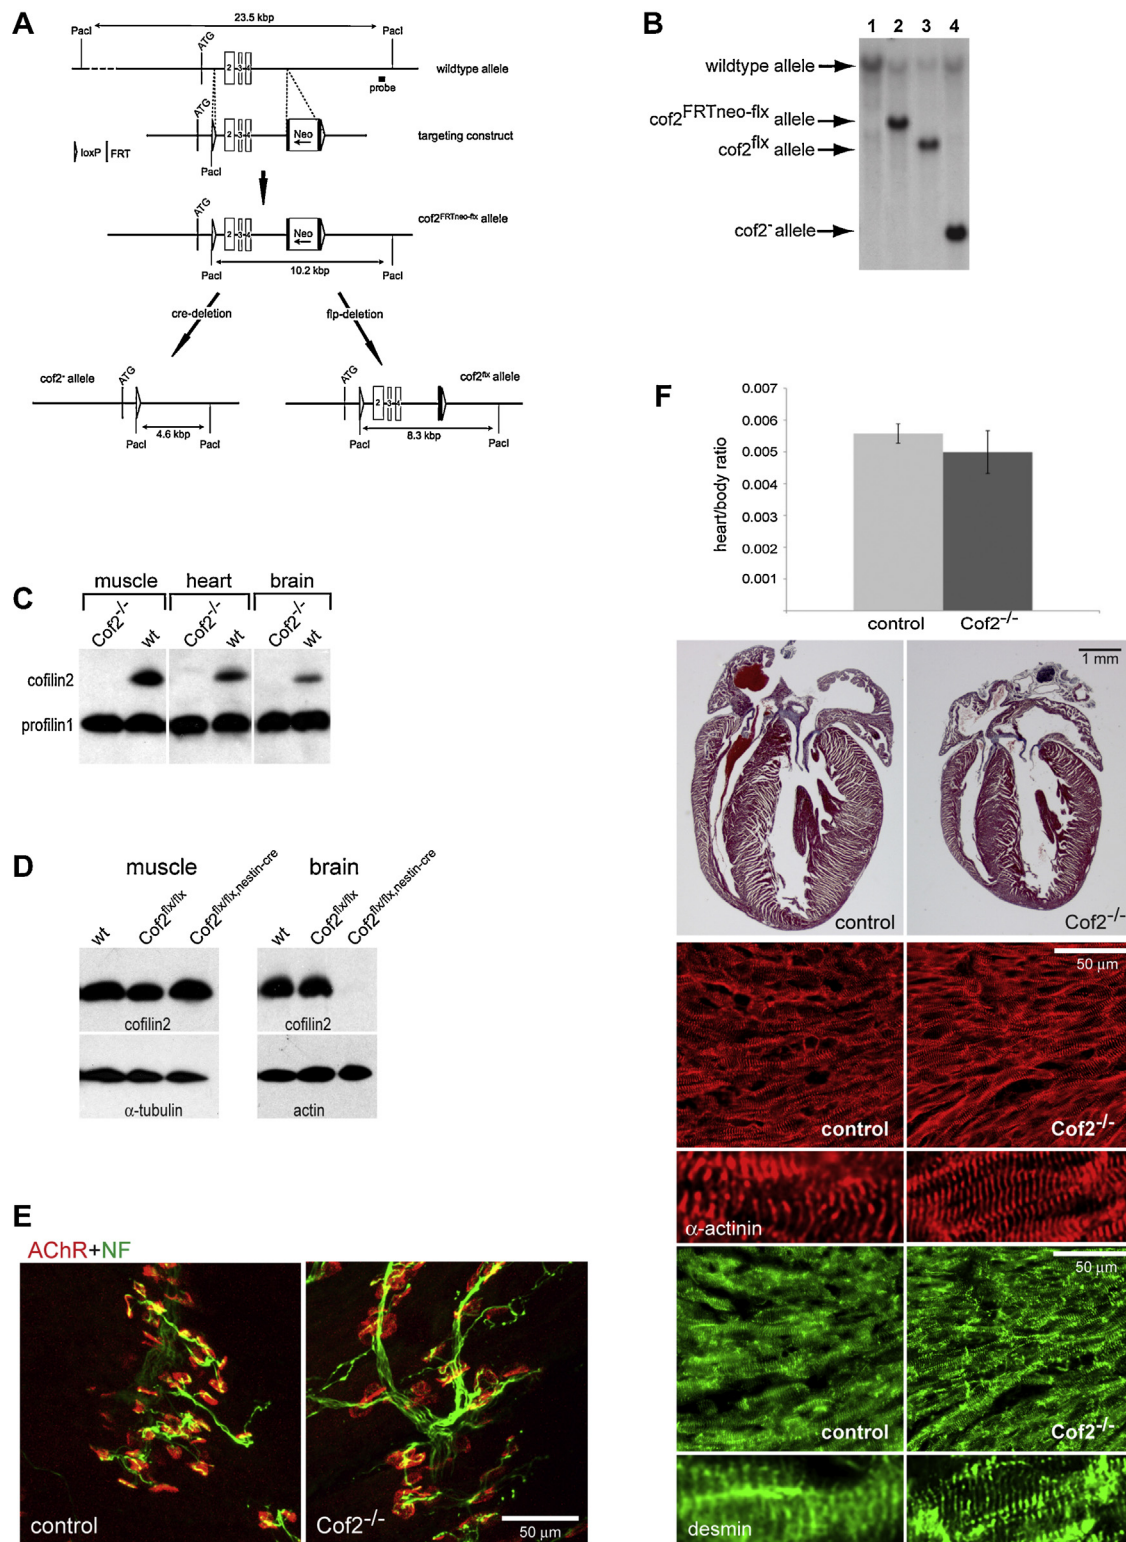 A
23.5 kbp
PacI
PacI
ATG
2
3
4
wildtype allele
probe
ATG
2
3
4
Neo
targeting construct
loxP
FRT
PacI
ATG
2
3
4
Neo
cof2FRTneo-flx allele
10.2 kbp
PacI
PacI
cre-deletion
flp-deletion
cof2- allele
ATG
4.6 kbp
PacI
PacI
ATG
2
3
4
cof2flx allele
8.3 kbp
PacI
PacI
B
1 2 3 4
wildtype allele
cof2FRTneo-flx allele
cof2flx allele
cof2- allele
C
muscle heart brain
Cof2-/- wt Cof2-/- wt Cof2-/- wt
cofilin2
profilin1
D
muscle brain
wt Cof2flx/flx Cof2flx/flx,nestin-cre
wt Cof2flx/flx Cof2flx/flx,nestin-cre
cofilin2
cofilin2
α-tubulin
actin
E
AChR+NF
control
Cof2-/-
50 μm
F
heart/body ratio
0.007
0.006
0.005
0.004
0.003
0.002
0.001
control Cof2-/-
1 mm
control
Cof2-/-
50 μm
control
Cof2-/-
α-actinin
50 μm
control
Cof2-/-
desmin